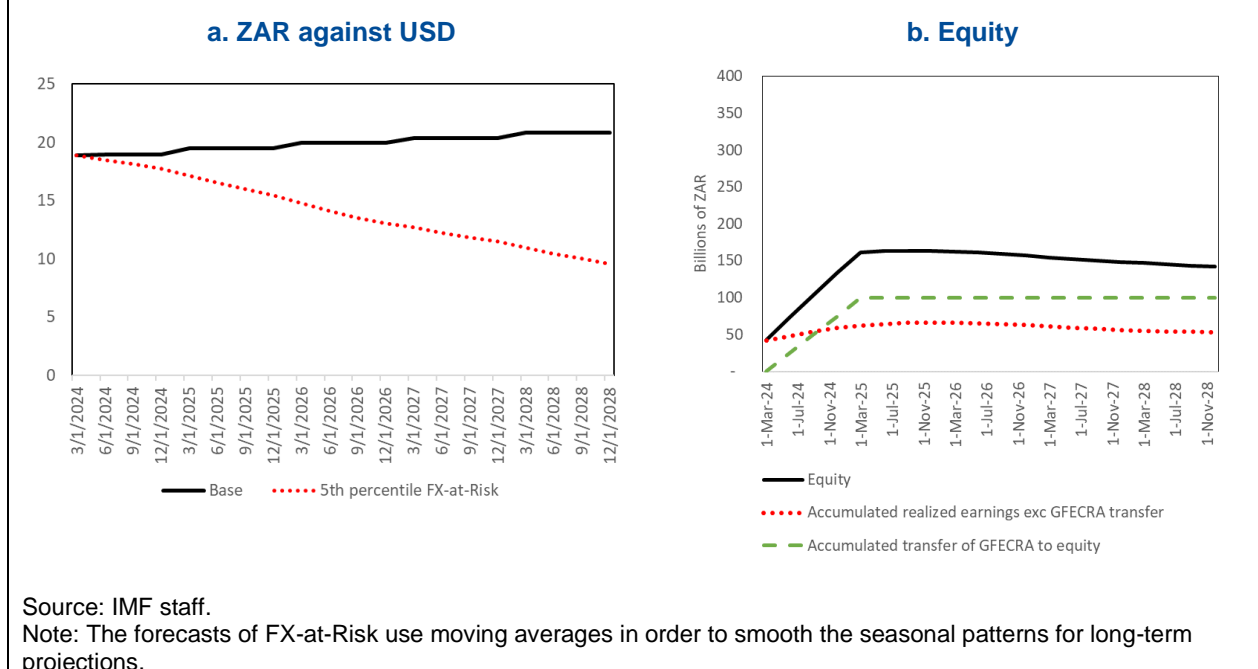 a. ZAR against USD
25
20
15
10
5
0
3/1/2024
6/1/2024
9/1/2024
12/1/2024
3/1/2025
6/1/2025
9/1/2025
12/1/2025
3/1/2026
6/1/2026
9/1/2026
12/1/2026
3/1/2027
6/1/2027
9/1/2027
12/1/2027
3/1/2028
6/1/2028
9/1/2028
12/1/2028
Base
5th percentile FX-at-Risk
b. Equity
Billions of ZAR
400
350
300
250
200
150
100
50
-
1-Mar-24
1-Jul-24
1-Nov-24
1-Mar-25
1-Jul-25
1-Nov-25
1-Mar-26
1-Jul-26
1-Nov-26
1-Mar-27
1-Jul-27
1-Nov-27
1-Mar-28
1-Jul-28
1-Nov-28
Equity
Accumulated realized earnings exc GFECRA transfer
Accumulated transfer of GFECRA to equity
Source: IMF staff.
Note: The forecasts of FX-at-Risk use moving averages in order to smooth the seasonal patterns for long-term
projections.